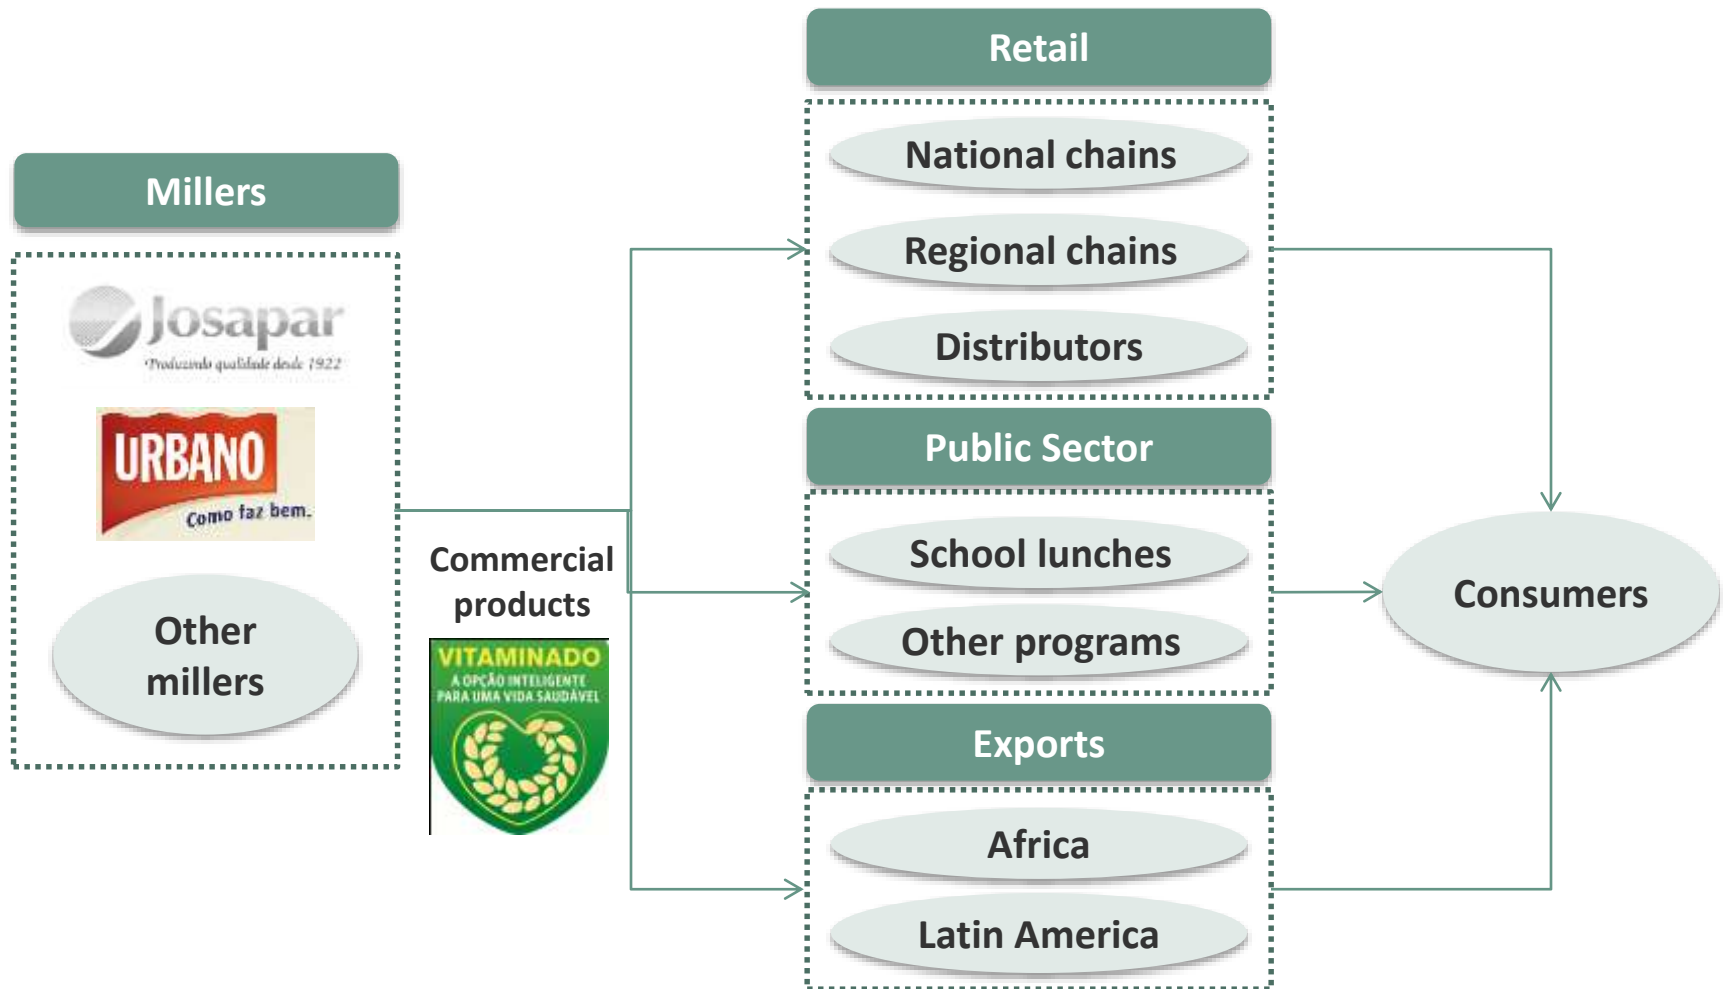 Millers
Josapar
Produzindo qualidade desde 1922
URBANO
Como faz bem.
Other
millers
Commercial
products
VITAMINADO
A OPÇÃO INTELIGENTE
PARA UMA VIDA SAUDÁVEL
Retail
National chains
Regional chains
Distributors
Public Sector
School lunches
Other programs
Exports
Africa
Latin America
Consumers